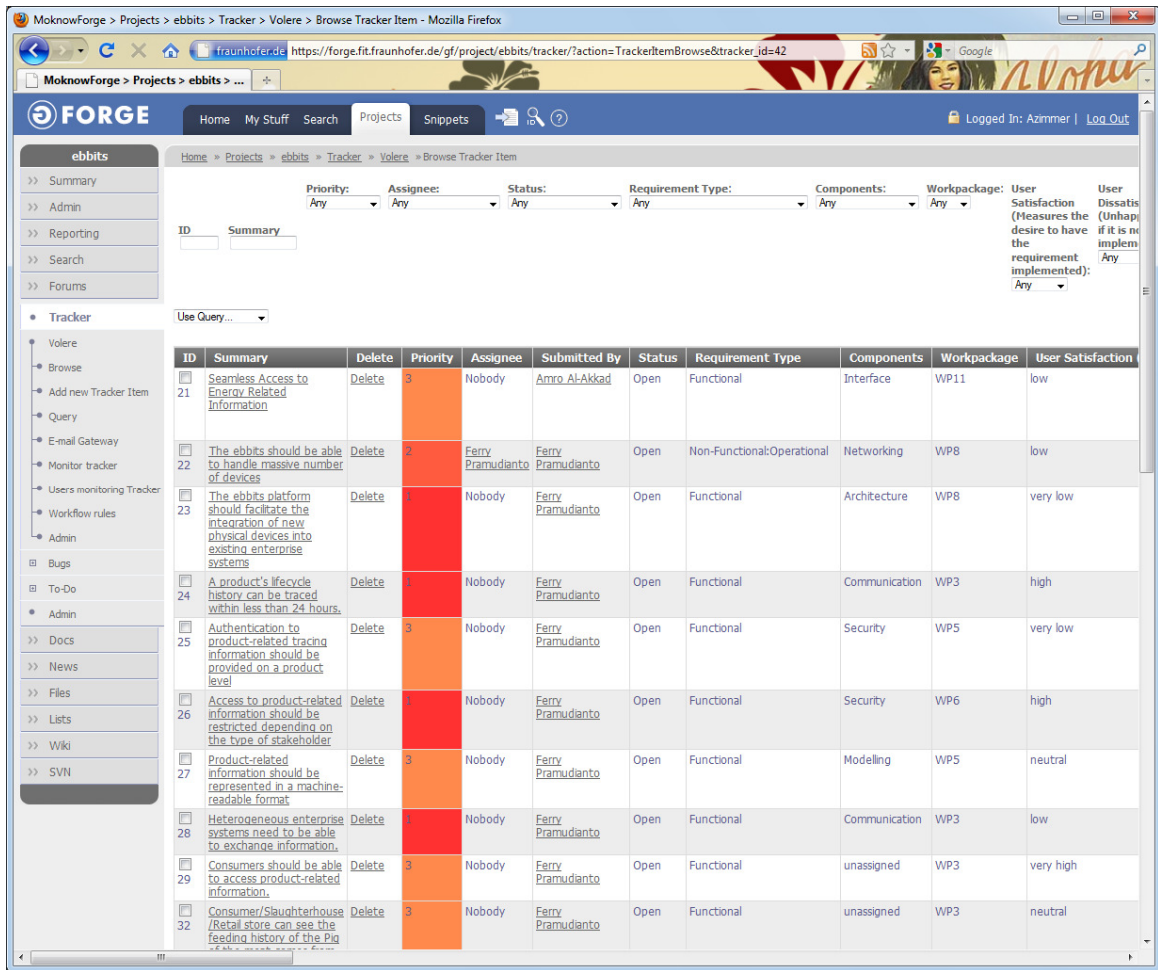 MoknowForge > Projects > ebbits > Tracker > Volere > Browse Tracker Item - Mozilla Firefox
fraunhofer.de https://forge.fit.fraunhofer.de/gf/project/ebbits/tracker/?action=TrackerItemBrowse&tracker_id=42
Google
MoknowForge > Projects > ebbits > ...
aloha
FORGE
Home My Stuff Search Projects Snippets
Logged In: Azimmer | Log Out
ebbits
Summary
Admin
Reporting
Search
Forums
Tracker
Volere
Browse
Add new Tracker Item
Query
E-mail Gateway
Monitor tracker
Users monitoring Tracker
Workflow rules
Admin
Bugs
To-Do
Admin
Docs
News
Files
Lists
Wiki
SVN
Home » Projects » ebbits » Tracker » Volere » Browse Tracker Item
ID
Summary
Priority:
Any
Assignee:
Any
Status:
Any
Requirement Type:
Any
Components:
Any
Workpackage:
Any
User
Satisfaction
(Measures the
desire to have
the
requirement
implemented):
Any
User
Dissatis
(Unhap
if it is no
implem
Any
Use Query...
ID Summary Delete Priority Assignee Submitted By Status Requirement Type Components Workpackage User Satisfaction (
21 Seamless Access to Delete 3 Nobody Amro Al-Akkad Open Functional Interface WP11 low
Energy Related
Information
22 The ebbits should be able Delete 2 Ferry Ferry Open Non-Functional:Operational Networking WP8 low
to handle massive number Pramudianto Pramudianto
of devices
23 The ebbits platform Delete 1 Nobody Ferry Open Functional Architecture WP8 very low
should facilitate the Pramudianto
integration of new
physical devices into
existing enterprise
systems
24 A product's lifecycle Delete 1 Nobody Ferry Open Functional Communication WP3 high
history can be traced Pramudianto
within less than 24 hours.
25 Authentication to Delete 3 Nobody Ferry Open Functional Security WP5 very low
product-related tracing Pramudianto
information should be
provided on a product
level
26 Access to product-related Delete 1 Nobody Ferry Open Functional Security WP6 high
information should be Pramudianto
restricted depending on
the type of stakeholder
27 Product-related Delete 3 Nobody Ferry Open Functional Modelling WP5 neutral
information should be Pramudianto
represented in a machine-
readable format
28 Heterogeneous enterprise Delete 1 Nobody Ferry Open Functional Communication WP3 low
systems need to be able Pramudianto
to exchange information.
29 Consumers should be able Delete 3 Nobody Ferry Open Functional unassigned WP3 very high
to access product-related Pramudianto
information.
32 Consumer/Slaughterhouse Delete 3 Nobody Ferry Open Functional unassigned WP3 neutral
/Retail store can see the Pramudianto
feeding history of the Pig